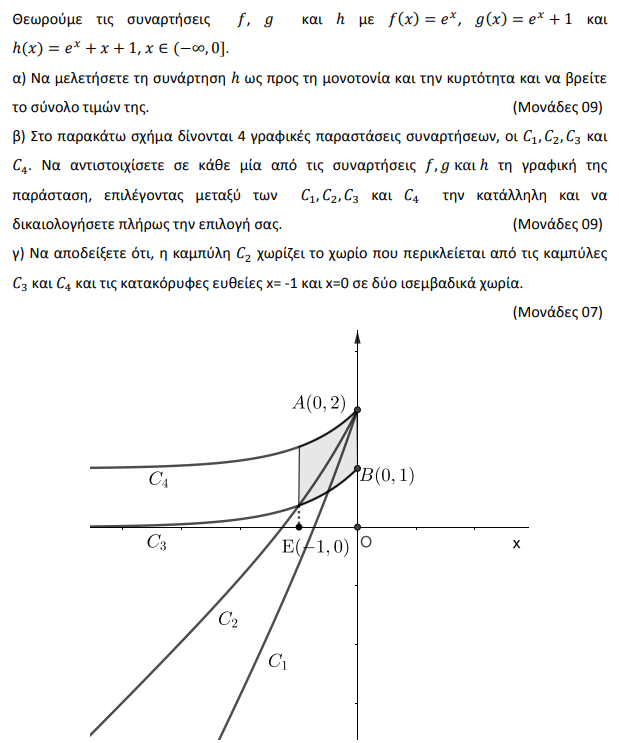 Θεωρούμε τις συναρτήσεις f, g και h με f(x) = eˣ, g(x) = eˣ + 1 και
h(x) = eˣ + x + 1, x ∈ (−∞, 0].
α) Να μελετήσετε τη συνάρτηση h ως προς τη μονοτονία και την κυρτότητα και να βρείτε
το σύνολο τιμών της. (Μονάδες 09)
β) Στο παρακάτω σχήμα δίνονται 4 γραφικές παραστάσεις συναρτήσεων, οι C₁, C₂, C₃ και
C₄. Να αντιστοιχίσετε σε κάθε μία από τις συναρτήσεις f, g και h τη γραφική της
παράσταση, επιλέγοντας μεταξύ των C₁, C₂, C₃ και C₄ την κατάλληλη και να
δικαιολογήσετε πλήρως την επιλογή σας. (Μονάδες 09)
γ) Να αποδείξετε ότι, η καμπύλη C₂ χωρίζει το χωρίο που περικλείεται από τις καμπύλες
C₃ και C₄ και τις κατακόρυφες ευθείες x= -1 και x=0 σε δύο ισεμβαδικά χωρία.
(Μονάδες 07)
A(0, 2)
B(0, 1)
C₄
C₃
E(−1, 0)
O
x
C₂
C₁